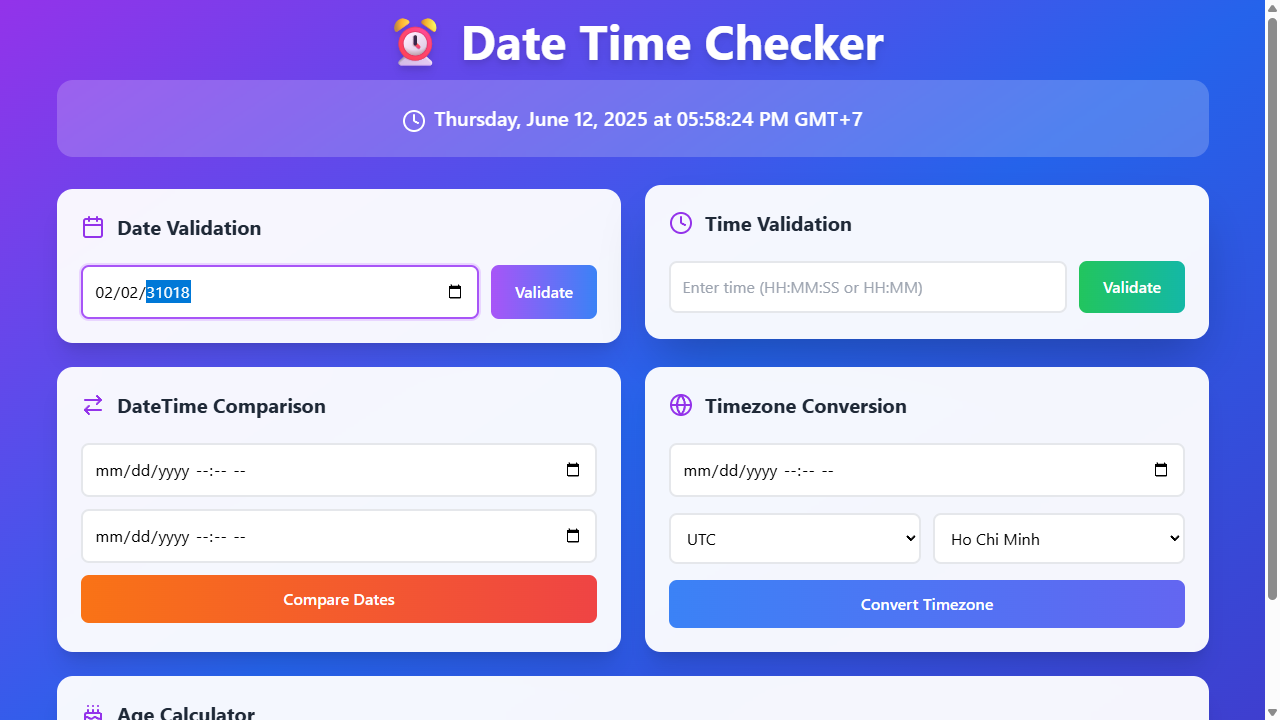 Date Time Checker
Thursday, June 12, 2025 at 05:58:24 PM GMT+7
Date Validation
02/02/31018
Validate
Time Validation
Enter time (HH:MM:SS or HH:MM)
Validate
DateTime Comparison
mm/dd/yyyy --:-- --
mm/dd/yyyy --:-- --
Compare Dates
Timezone Conversion
mm/dd/yyyy --:-- --
UTC
Ho Chi Minh
Convert Timezone
Age Calculator